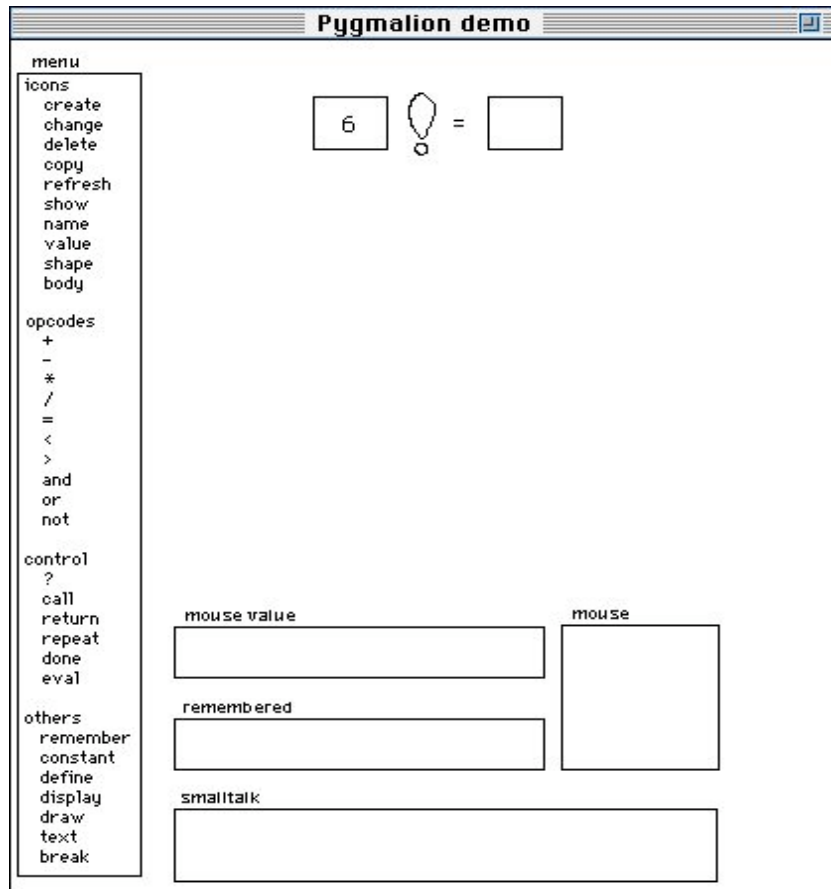 Pygmalion demo
menu
icons
create
change
delete
copy
refresh
show
name
value
shape
body
opcodes
+
-
*
/
=
<
>
and
or
not
control
?
call
return
repeat
done
eval
others
remember
constant
define
display
draw
text
break
6 ! =
mouse value
mouse
remembered
smalltalk